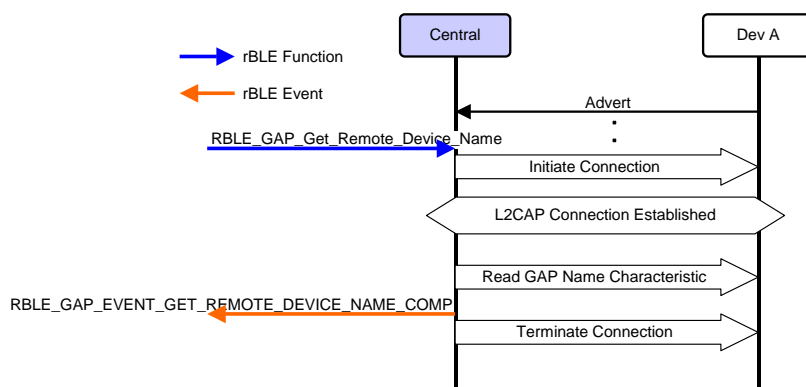 Central
Dev A
rBLE Function
rBLE Event
Advert
RBLE_GAP_Get_Remote_Device_Name
Initiate Connection
L2CAP Connection Established
Read GAP Name Characteristic
RBLE_GAP_EVENT_GET_REMOTE_DEVICE_NAME_COMP
Terminate Connection